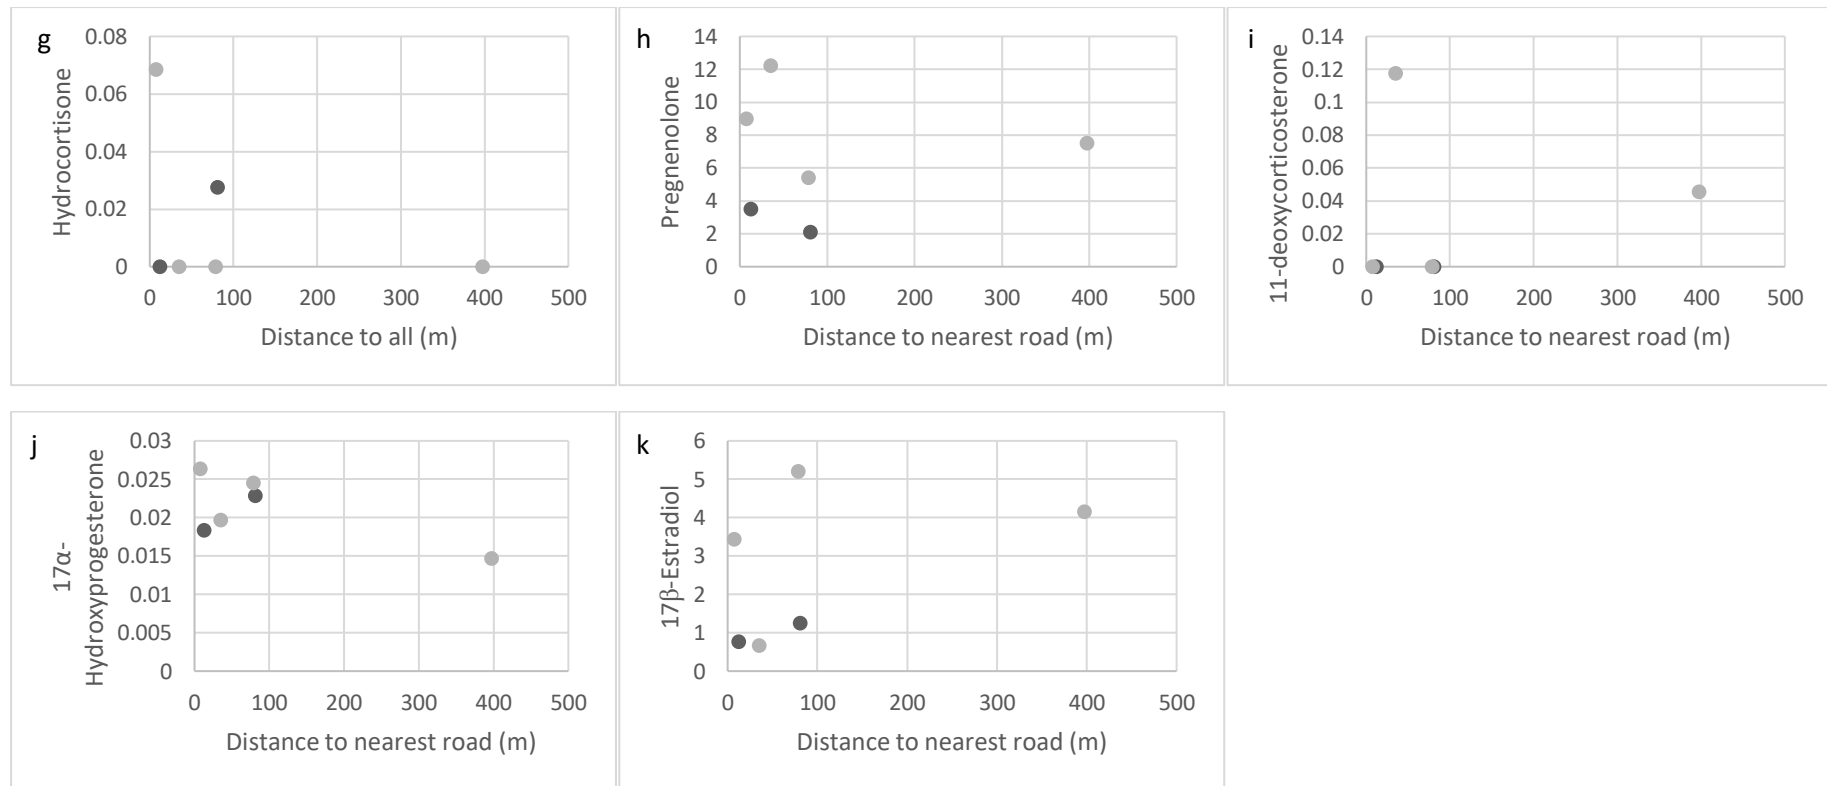 g
Hydrocortisone
0.08
0.06
0.04
0.02
0
0 100 200 300 400 500
Distance to all (m)
h
Pregnenolone
14
12
10
8
6
4
2
0
0 100 200 300 400 500
Distance to nearest road (m)
i
11-deoxycorticosterone
0.14
0.12
0.1
0.08
0.06
0.04
0.02
0
0 100 200 300 400 500
Distance to nearest road (m)
j
17α-
Hydroxyprogesterone
0.03
0.025
0.02
0.015
0.01
0.005
0
0 100 200 300 400 500
Distance to nearest road (m)
k
17β-Estradiol
6
5
4
3
2
1
0
0 100 200 300 400 500
Distance to nearest road (m)